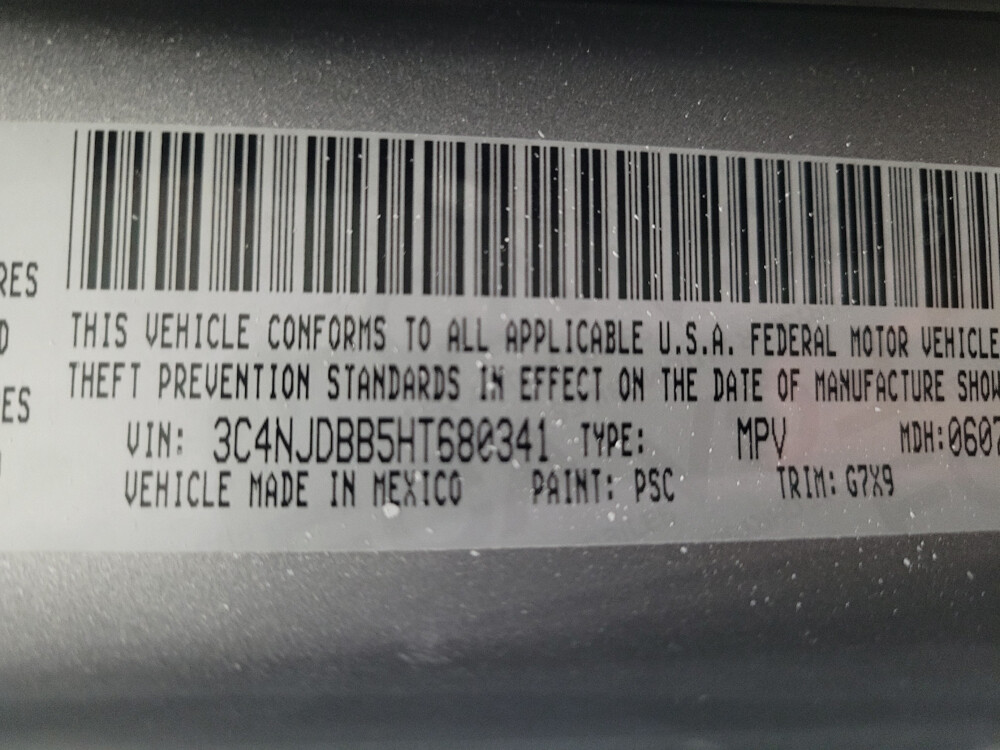 RES
THIS VEHICLE CONFORMS TO ALL APPLICABLE U.S.A. FEDERAL MOTOR VEHICLE
D
THEFT PREVENTION STANDARDS IN EFFECT ON THE DATE OF MANUFACTURE SHOW
ES
VIN: 3C4NJDBB5HT680341 TYPE: MPV MDH:0607
VEHICLE MADE IN MEXICO PAINT: PSC TRIM: G7X9